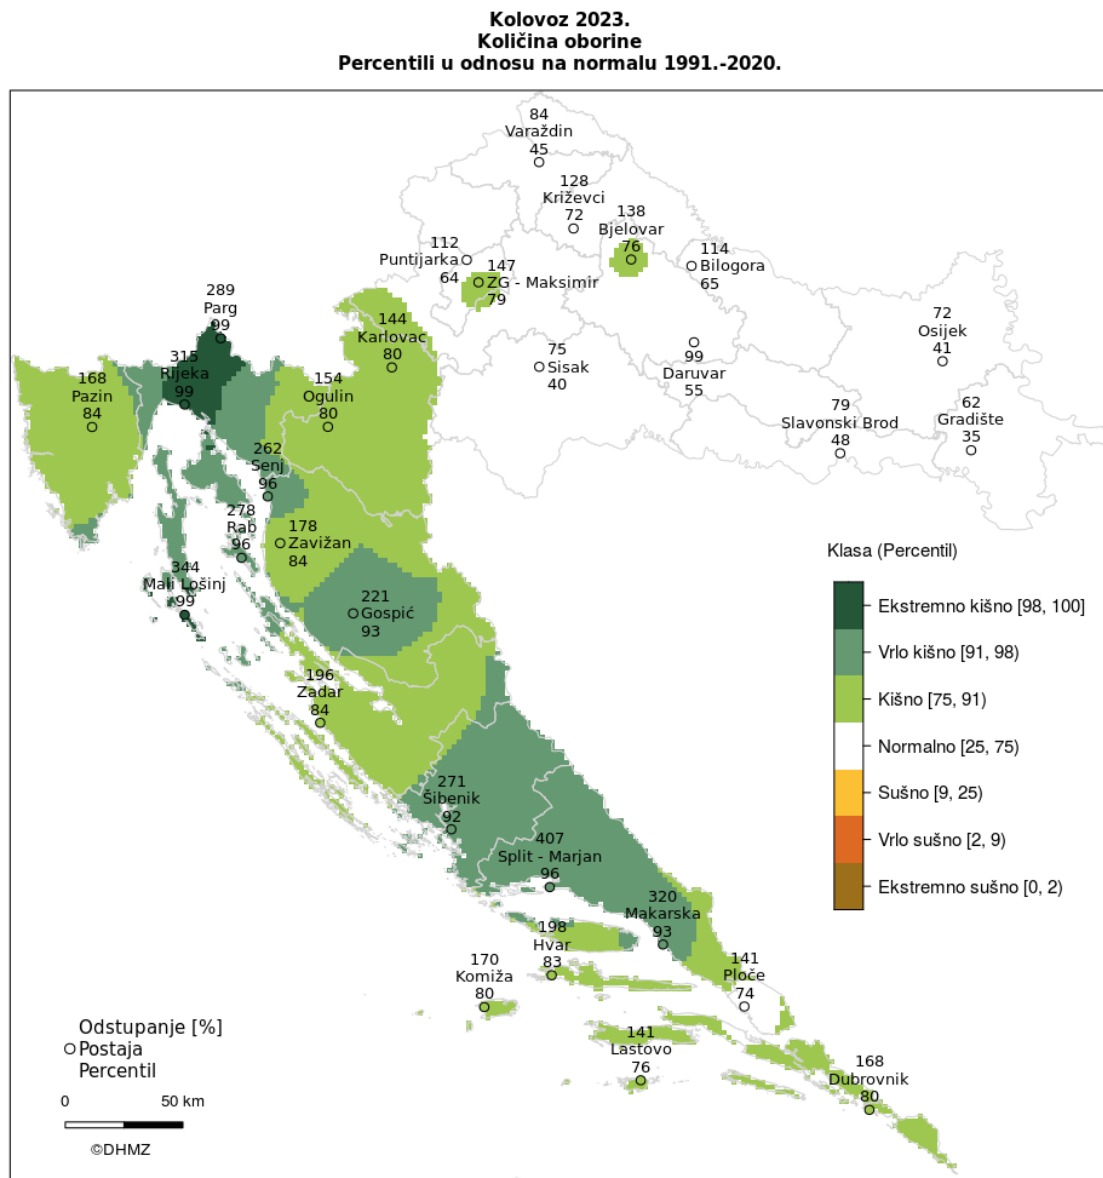 Kolovoz 2023.
Količina oborine
Percentili u odnosu na normalu 1991.-2020.
84
Varaždin
45
128
Križevci
72
138
Bjelovar
76
112
Puntijarka
64
147
ZG - Maksimir
79
114
Bilogora
65
289
Parg
99
144
Karlovac
80
75
Sisak
40
99
Daruvar
55
72
Osijek
41
315
Rijeka
99
168
Pazin
84
154
Ogulin
80
79
Slavonski Brod
48
62
Gradište
35
262
Senj
96
278
Rab
96
178
Zavižan
84
344
Mali Lošinj
99
221
Gospić
93
196
Zadar
84
271
Šibenik
92
407
Split - Marjan
96
320
Makarska
93
198
Hvar
83
170
Komiža
80
141
Ploče
74
141
Lastovo
76
168
Dubrovnik
80
Klasa (Percentil)
Ekstremno kišno [98, 100]
Vrlo kišno [91, 98)
Kišno [75, 91)
Normalno [25, 75)
Sušno [9, 25)
Vrlo sušno [2, 9)
Ekstremno sušno [0, 2)
Odstupanje [%]
Postaja
Percentil
0 50 km
©DHMZ